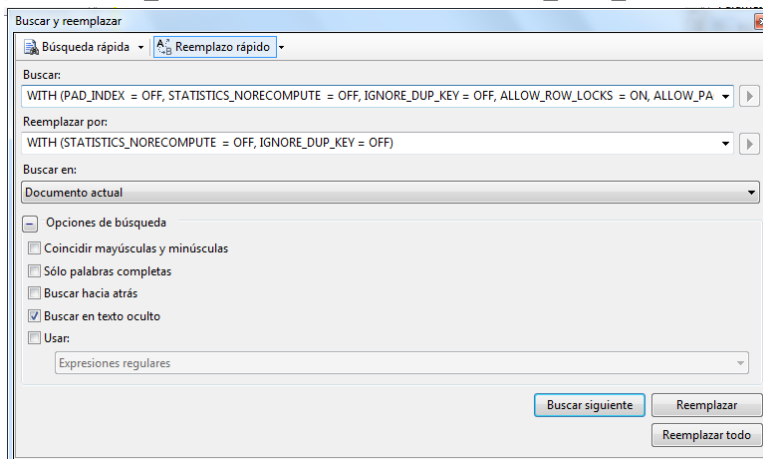 Buscar y reemplazar
Búsqueda rápida Reemplazo rápido
Buscar:
WITH (PAD_INDEX = OFF, STATISTICS_NORECOMPUTE = OFF, IGNORE_DUP_KEY = OFF, ALLOW_ROW_LOCKS = ON, ALLOW_PA
Reemplazar por:
WITH (STATISTICS_NORECOMPUTE = OFF, IGNORE_DUP_KEY = OFF)
Buscar en:
Documento actual
Opciones de búsqueda
Coincidir mayúsculas y minúsculas
Sólo palabras completas
Buscar hacia atrás
Buscar en texto oculto
Usar:
Expresiones regulares
Buscar siguiente Reemplazar
Reemplazar todo